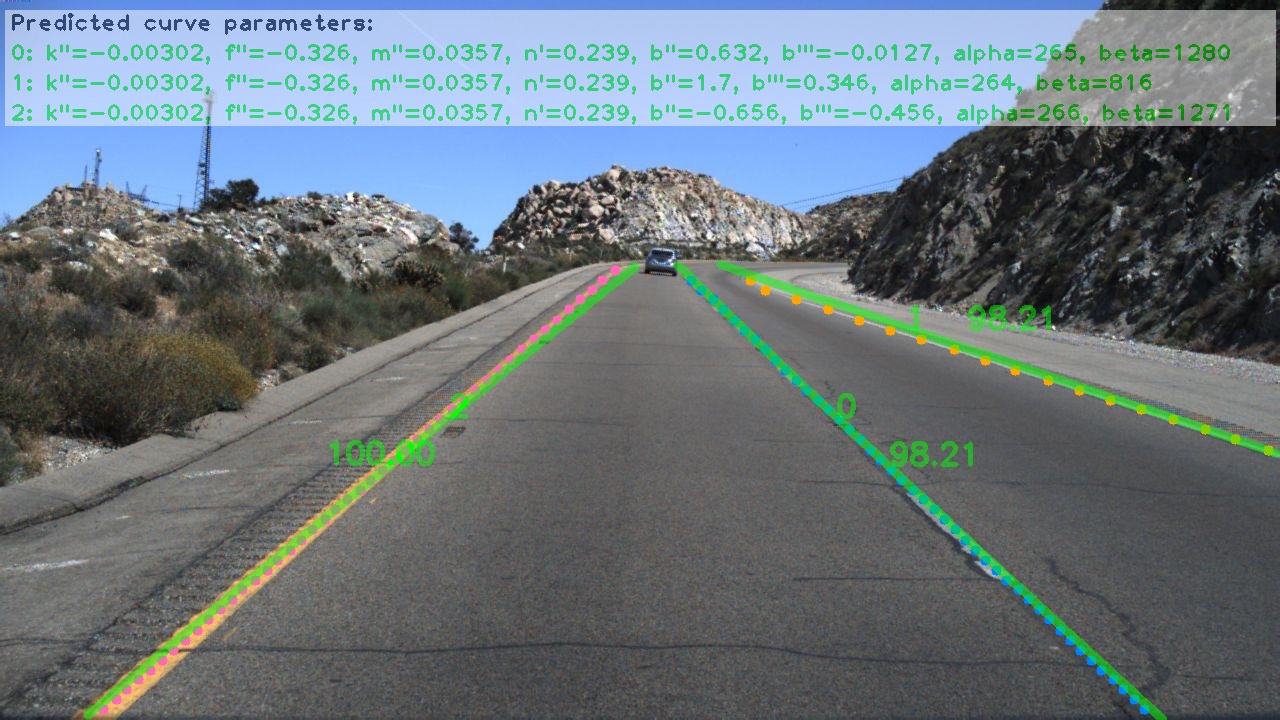 Predicted curve parameters:
0: k''=-0.00302, f''=-0.326, m''=0.0357, n'=0.239, b''=0.632, b'''=-0.0127, alpha=265, beta=1280
1: k''=-0.00302, f''=-0.326, m''=0.0357, n'=0.239, b''=1.7, b'''=0.346, alpha=264, beta=816
2: k''=-0.00302, f''=-0.326, m''=0.0357, n'=0.239, b''=-0.656, b'''=-0.456, alpha=266, beta=1271
1 98.21
2
0
100.00
98.21